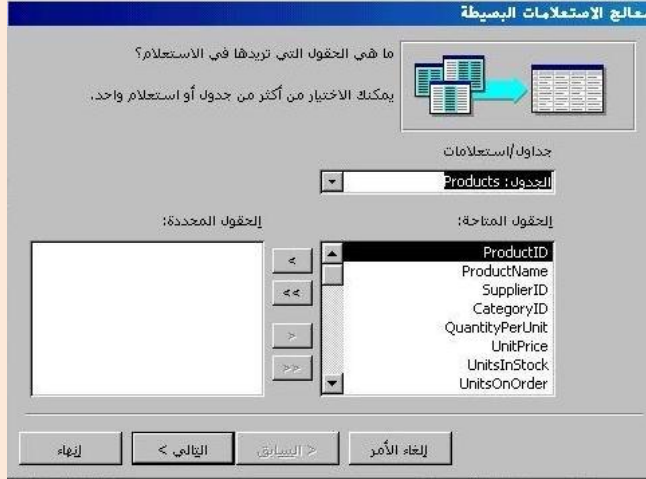 معالج الاستعلامات البسيطة
ما هي الحقول التي تريدها في الاستعلام؟
يمكنك الاختيار من أكثر من جدول أو استعلام واحد.
جداول/استعلامات
الجدول: Products
الحقول المتاحة:
الحقول المحددة:
ProductID
ProductName
SupplierID
CategoryID
QuantityPerUnit
UnitPrice
UnitsInStock
UnitsOnOrder
<
<<
>
>>
إلغاء الأمر
< السابق
التالي >
إنهاء